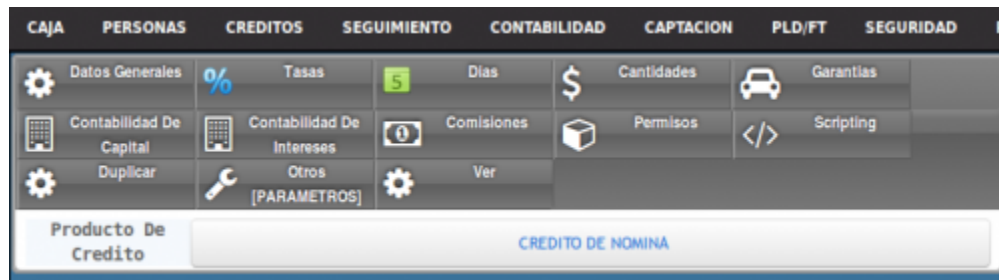 CAJA PERSONAS CREDITOS SEGUIMIENTO CONTABILIDAD CAPTACION PLD/FT SEGURIDAD
Datos Generales % Tasas 5 Dias $ Cantidades Garantias
Contabilidad De Capital Contabilidad De Intereses Comisiones Permisos </> Scripting
Duplicar Otros [PARAMETROS] Ver
Producto De
Credito
CREDITO DE NOMINA